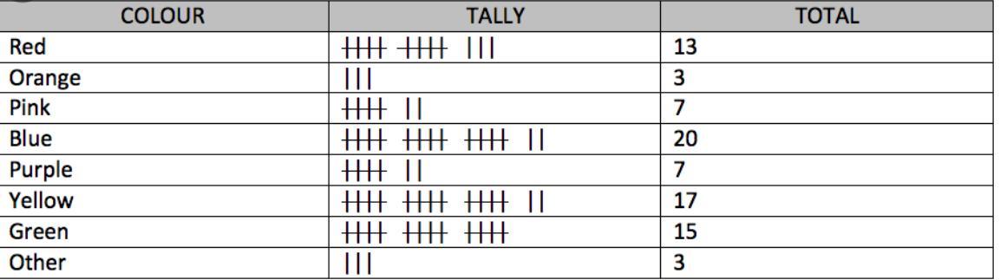 COLOUR TALLY TOTAL
Red 𝍸 𝍸 ||| 13
Orange ||| 3
Pink 𝍸 || 7
Blue 𝍸 𝍸 𝍸 || 20
Purple 𝍸 || 7
Yellow 𝍸 𝍸 𝍸 || 17
Green 𝍸 𝍸 𝍸 15
Other ||| 3